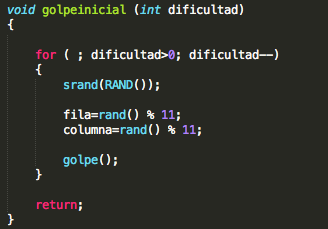 void golpeinicial (int dificultad)
{
for ( ; dificultad>0; dificultad--)
{
srand(RAND());
fila=rand() % 11;
columna=rand() % 11;
golpe();
}
return;
}